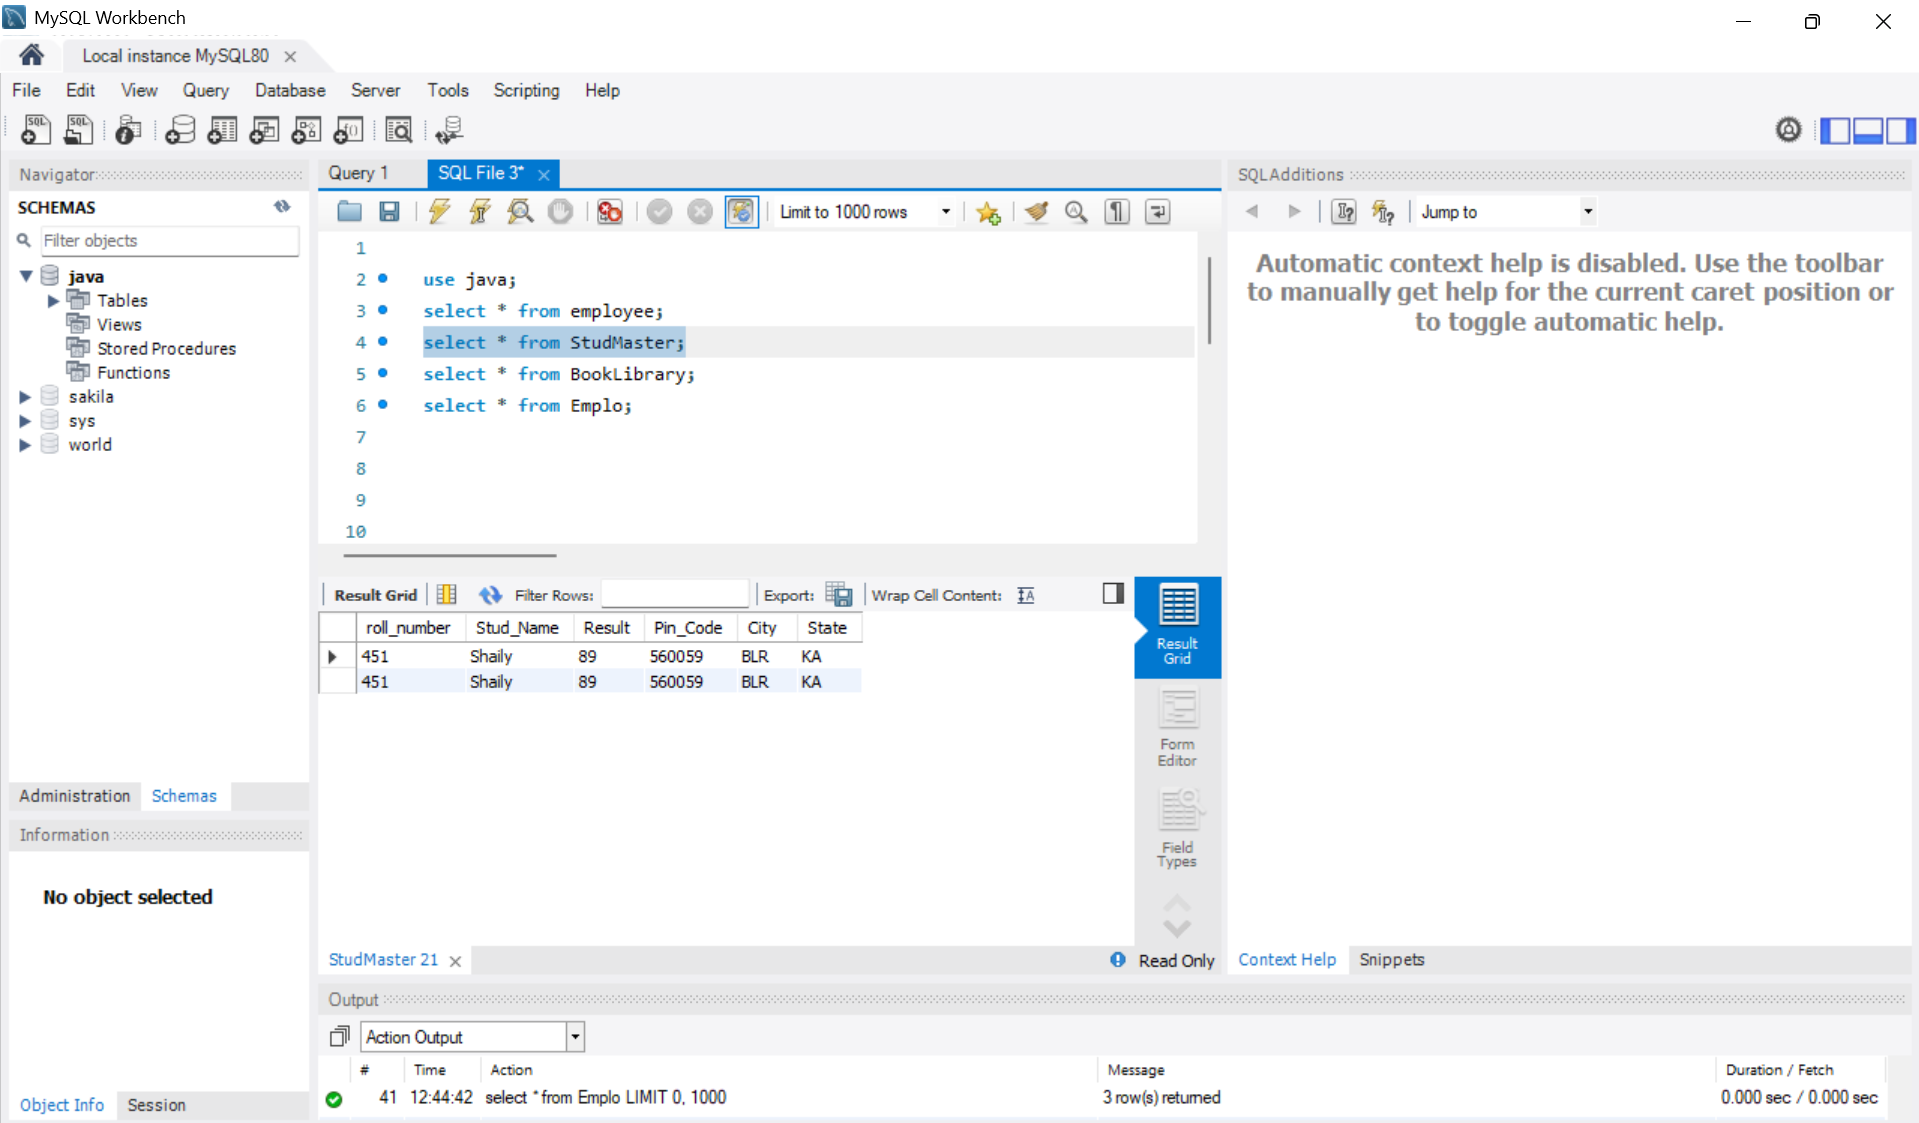 MySQL Workbench
Local instance MySQL80
File Edit View Query Database Server Tools Scripting Help
Navigator
SCHEMAS
Filter objects
java
Tables
Views
Stored Procedures
Functions
sakila
sys
world
Administration Schemas
Information
No object selected
Object Info Session
Query 1 SQL File 3*
Limit to 1000 rows
1
2 use java;
3 select * from employee;
4 select * from StudMaster;
5 select * from BookLibrary;
6 select * from Emplo;
7
8
9
10
Result Grid Filter Rows: Export: Wrap Cell Content:
roll_number Stud_Name Result Pin_Code City State
451 Shaily 89 560059 BLR KA
451 Shaily 89 560059 BLR KA
Result
Grid
Form
Editor
Field
Types
StudMaster 21 Read Only
SQLAdditions
Jump to
Automatic context help is disabled. Use the toolbar
to manually get help for the current caret position or
to toggle automatic help.
Context Help Snippets
Output
Action Output
# Time Action Message Duration / Fetch
41 12:44:42 select * from Emplo LIMIT 0, 1000 3 row(s) returned 0.000 sec / 0.000 sec